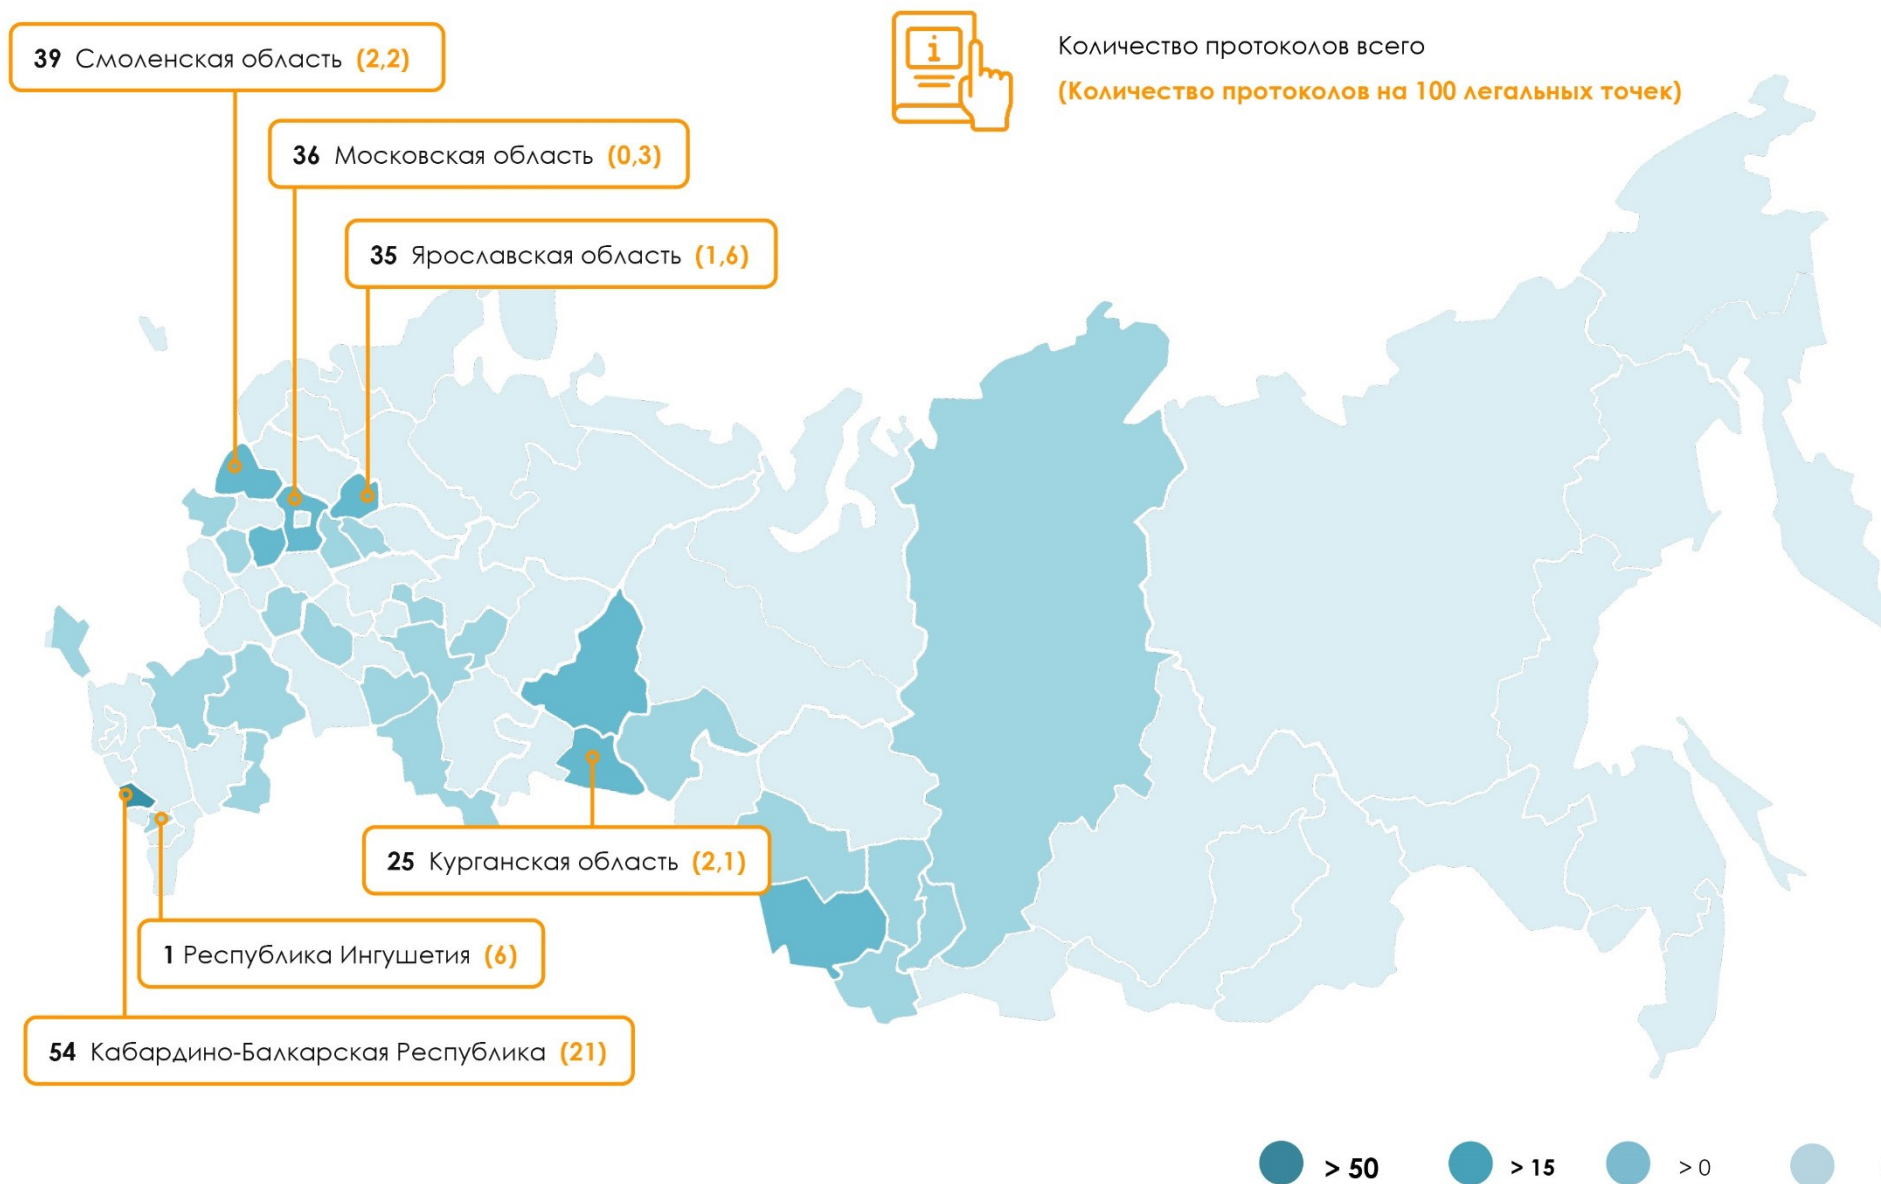 39 Смоленская область (2,2)
i
Количество протоколов всего
(Количество протоколов на 100 легальных точек)
36 Московская область (0,3)
35 Ярославская область (1,6)
25 Курганская область (2,1)
1 Республика Ингушетия (6)
54 Кабардино-Балкарская Республика (21)
> 50 > 15 > 0